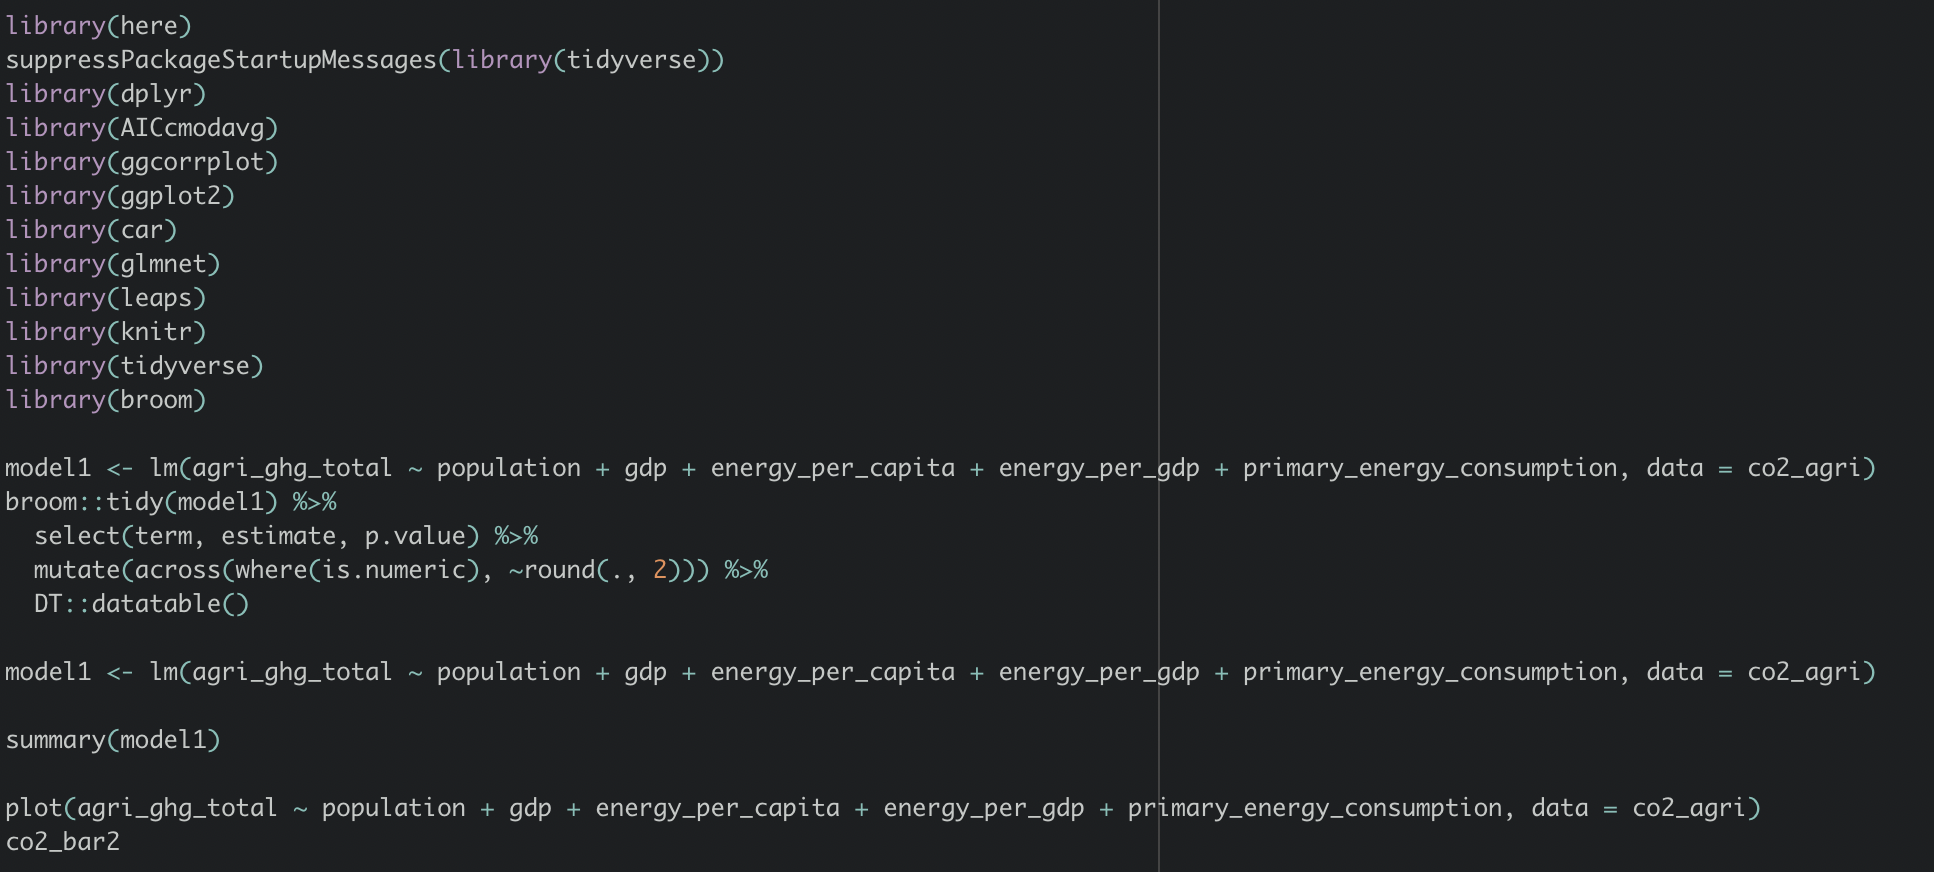 library(here)
suppressPackageStartupMessages(library(tidyverse))
library(dplyr)
library(AICcmodavg)
library(ggcorrplot)
library(ggplot2)
library(car)
library(glmnet)
library(leaps)
library(knitr)
library(tidyverse)
library(broom)

model1 <- lm(agri_ghg_total ~ population + gdp + energy_per_capita + energy_per_gdp + primary_energy_consumption, data = co2_agri)
broom::tidy(model1) %>%
  select(term, estimate, p.value) %>%
  mutate(across(where(is.numeric), ~round(., 2))) %>%
  DT::datatable()

model1 <- lm(agri_ghg_total ~ population + gdp + energy_per_capita + energy_per_gdp + primary_energy_consumption, data = co2_agri)

summary(model1)

plot(agri_ghg_total ~ population + gdp + energy_per_capita + energy_per_gdp + primary_energy_consumption, data = co2_agri)
co2_bar2